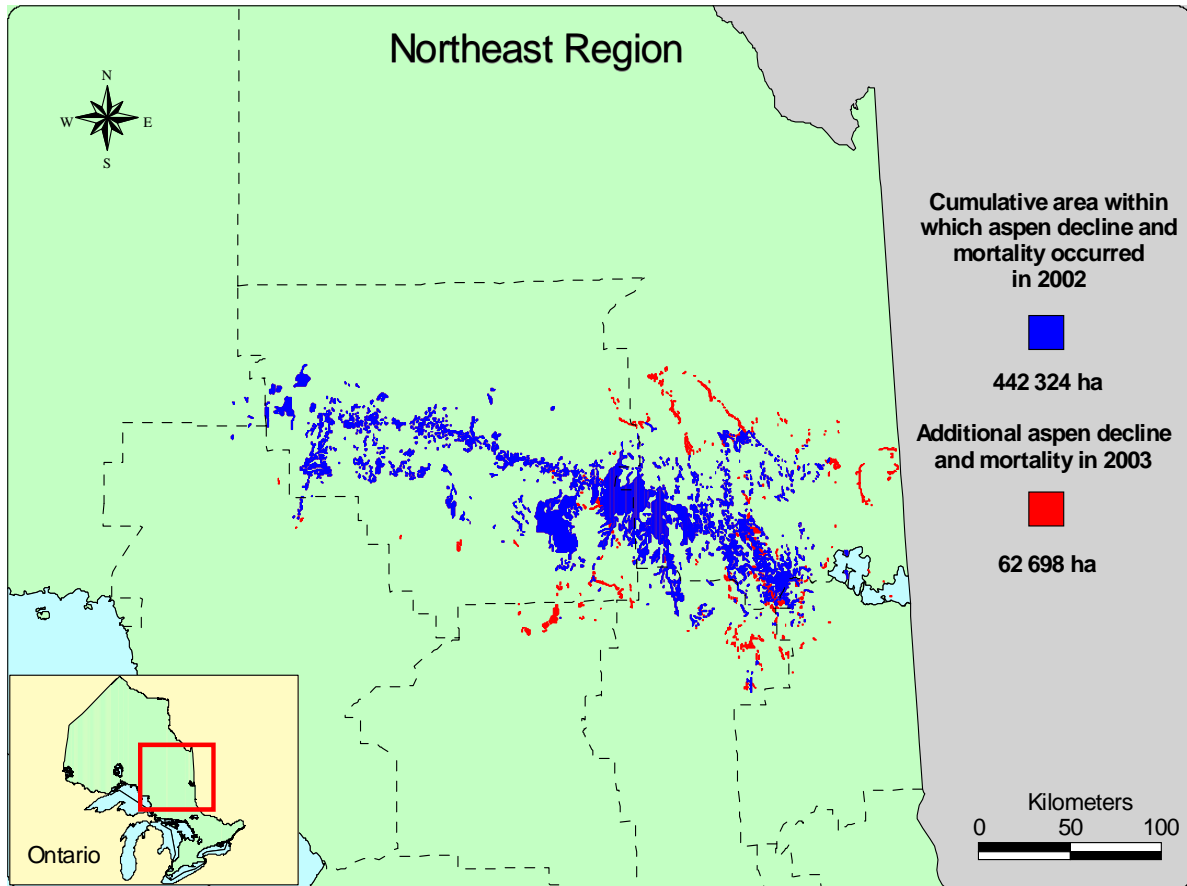 Northeast Region
N
W E
S
Cumulative area within
which aspen decline and
mortality occurred
in 2002
442 324 ha
Additional aspen decline
and mortality in 2003
62 698 ha
Kilometers
0 50 100
Ontario